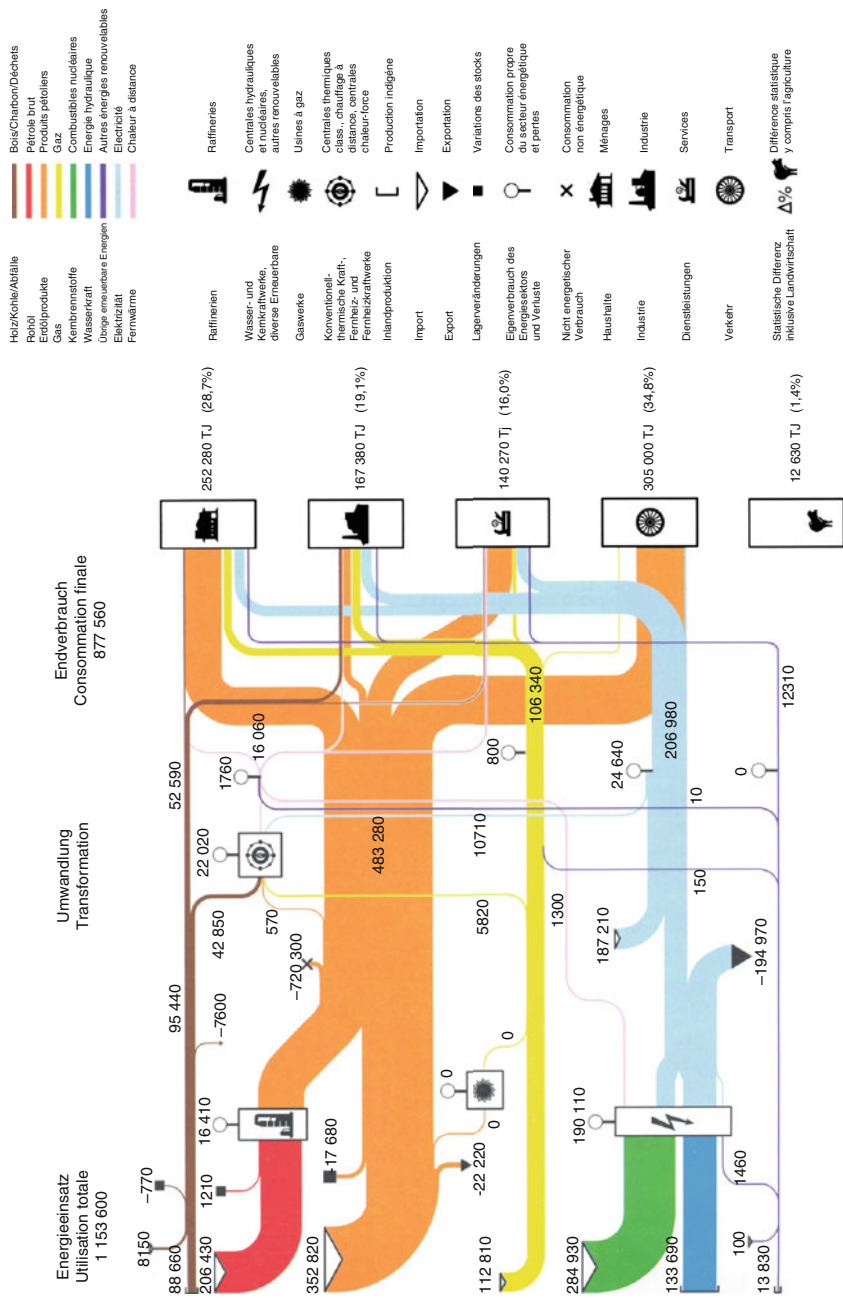 Energieeinsatz
Utilisation totale
1 153 600
Umwandlung
Transformation
Endverbrauch
Consommation finale
877 560
8150
–770
88 660
95 440
–7600
42 850
52 590
206 430
1210
16 410
22 020
1760
16 060
570
–720 300
483 280
352 820
17 680
-22 220
0
0
0
5820
10710
800
106 340
112 810
1300
284 930
190 110
187 210
24 640
206 980
133 690
–194 970
150
10
0
1460
100
13 830
12310
252 280 TJ (28,7%)
167 380 TJ (19,1%)
140 270 Tj (16,0%)
305 000 TJ (34,8%)
12 630 TJ (1,4%)
Holz/Kohle/Abfälle
Bois/Charbon/Déchets
Rohöl
Pétrole brut
Erdölprodukte
Produits pétoliers
Gas
Gaz
Kernbrennstoffe
Combustibles nucléaires
Wasserkraft
Energie hydraulique
Übrige erneuerbare Energien
Autres énergies renouvelables
Elektrizität
Electricité
Fernwärme
Chaleur à distance
Raffinerien
Raffineries
Wasser- und
Kernkraftwerke,
diverse Erneuerbare
Centrales hydrauliques
et nucléaires,
autres renouvelables
Gaswerke
Usines à gaz
Konventionell-
thermische Kraft-,
Fernheiz- und
Fernheizkraftwerke
Centrales thermiques
class., chauffage à
distance, centrales
chaleur-force
Inlandproduktion
Production indigéne
Import
Importation
Export
Exportation
Lagerveränderungen
Variations des stocks
Eigenverbrauch des
Energiesektors
und Verluste
Consommation propre
du secteur énergétique
et pertes
Nicht energetischer
Verbrauch
Consommation
non énergétique
Haushalte
Ménages
Industrie
Industrie
Dienstleistungen
Services
Verkehr
Transport
Statistische Differenz
inklusive Landwirtschaft
Δ%
Différence statistique
y compris l'agriculture